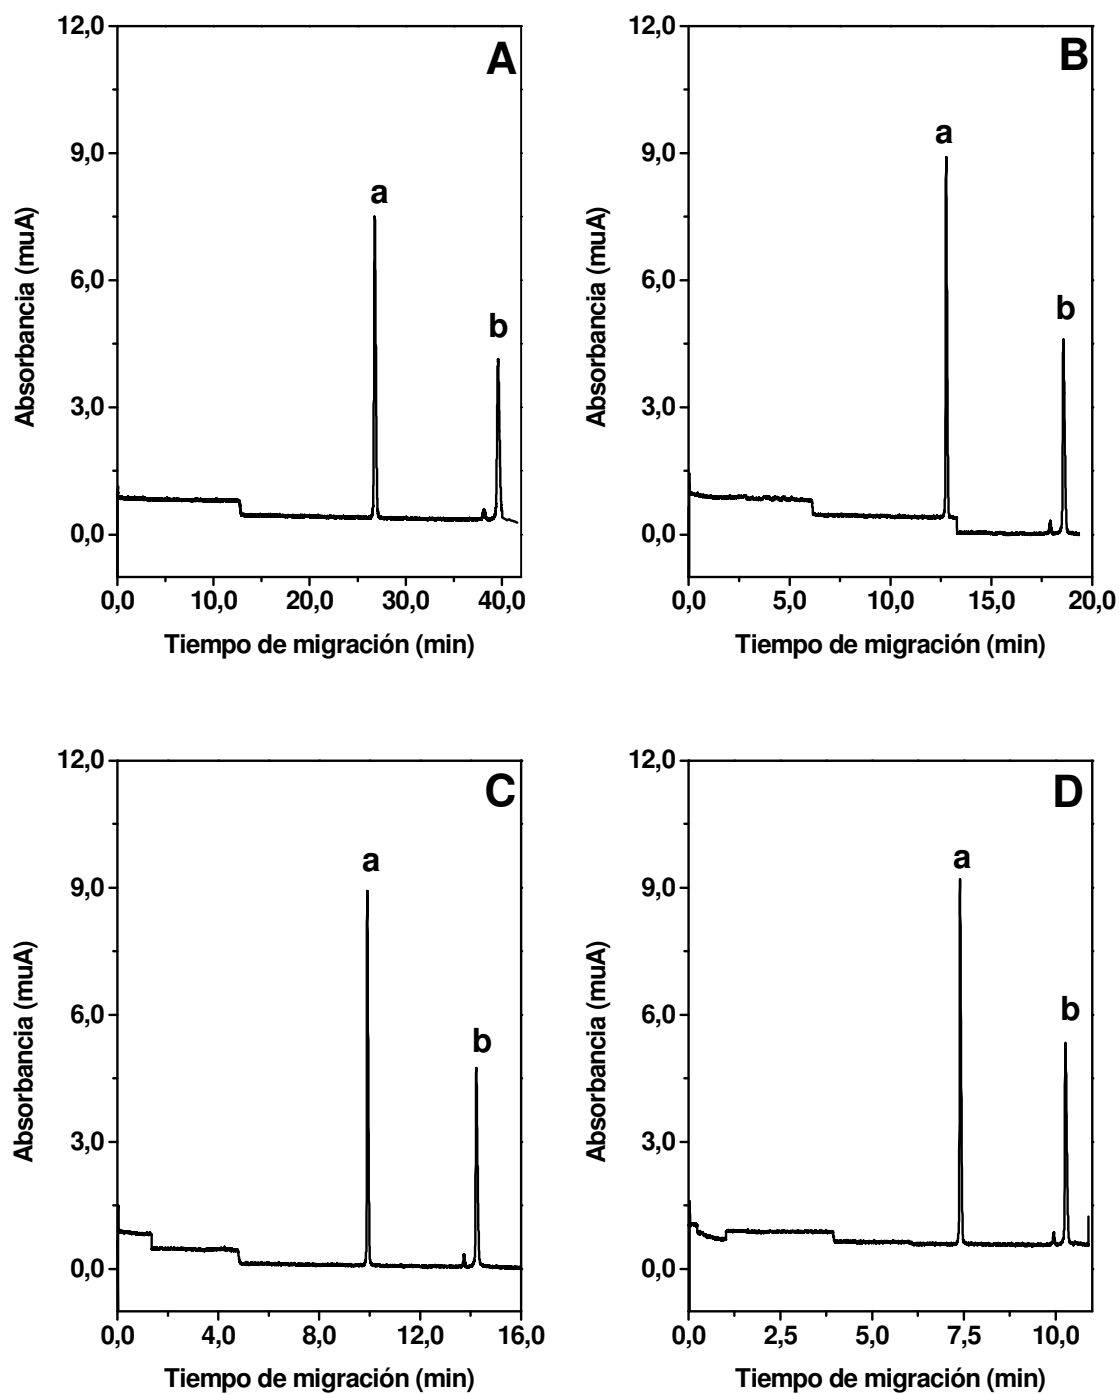 12,0
A
9,0
a
6,0
b
3,0
0,0
Absorbancia (muA)
0,0 10,0 20,0 30,0 40,0
Tiempo de migración (min)
12,0
B
9,0
a
6,0
b
3,0
0,0
Absorbancia (muA)
0,0 5,0 10,0 15,0 20,0
Tiempo de migración (min)
12,0
C
a
9,0
6,0
b
3,0
0,0
Absorbancia (muA)
0,0 4,0 8,0 12,0 16,0
Tiempo de migración (min)
12,0
D
a
9,0
6,0
b
3,0
0,0
Absorbancia (muA)
0,0 2,5 5,0 7,5 10,0
Tiempo de migración (min)